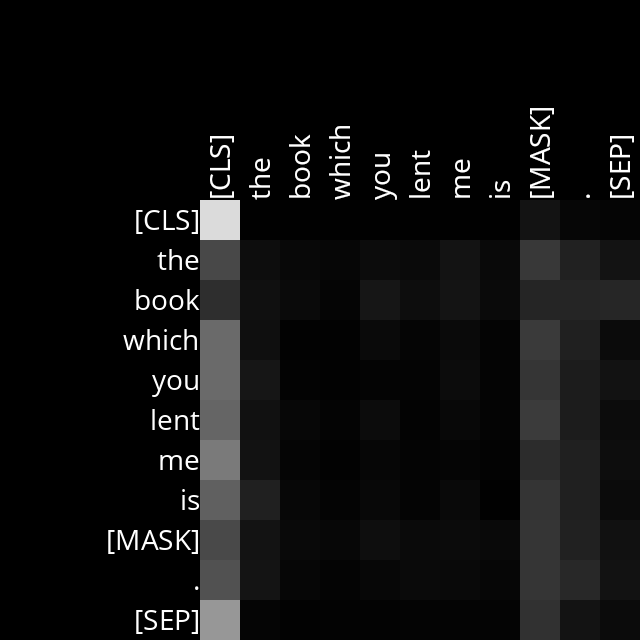 [CLS] the book which you lent me is [MASK] . [SEP]
[CLS]
the
book
which
you
lent
me
is
[MASK]
.
[SEP]